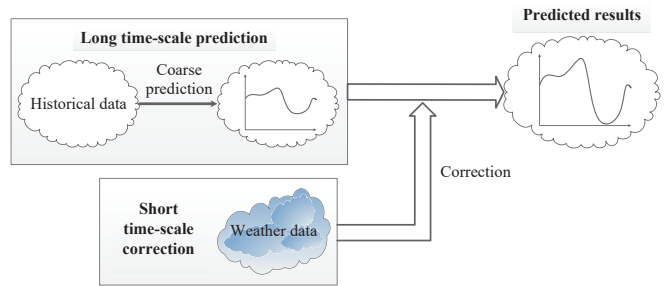 Predicted results
Long time-scale prediction
Coarse
prediction
Historical data
Correction
Short
time-scale
correction
Weather data